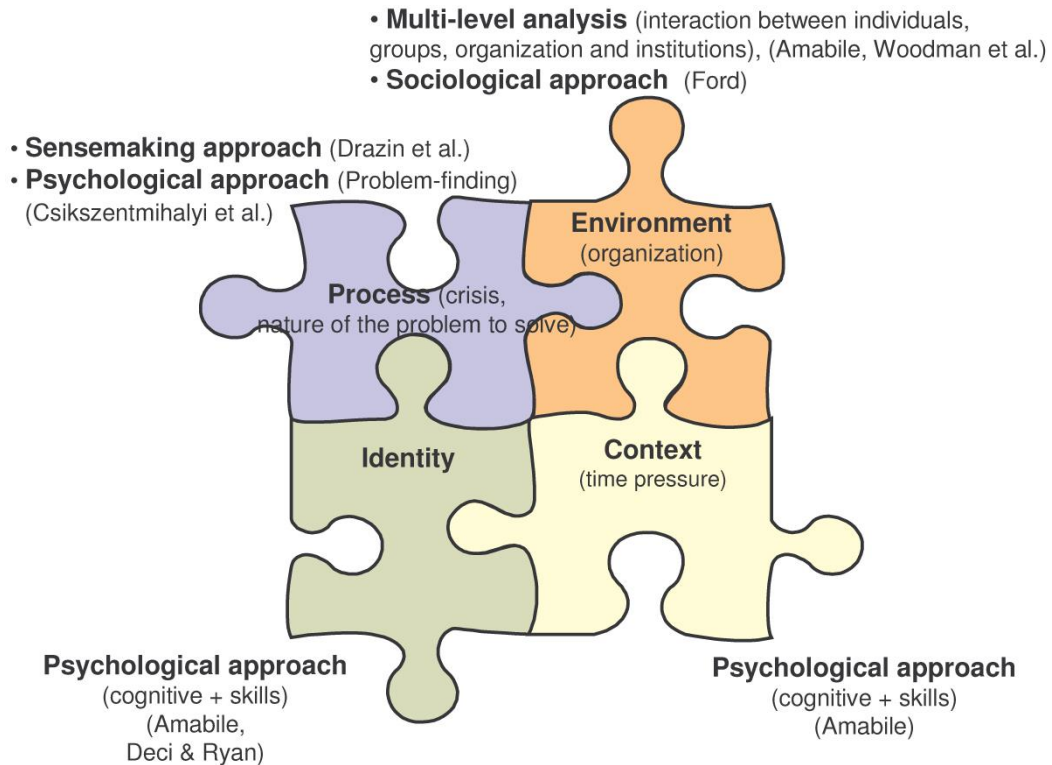 • Multi-level analysis (interaction between individuals,
groups, organization and institutions), (Amabile, Woodman et al.)
• Sociological approach (Ford)
• Sensemaking approach (Drazin et al.)
• Psychological approach (Problem-finding)
(Csikszentmihalyi et al.)
Environment
(organization)
Process (crisis,
nature of the problem to solve)
Identity
Context
(time pressure)
Psychological approach
(cognitive + skills)
(Amabile,
Deci & Ryan)
Psychological approach
(cognitive + skills)
(Amabile)